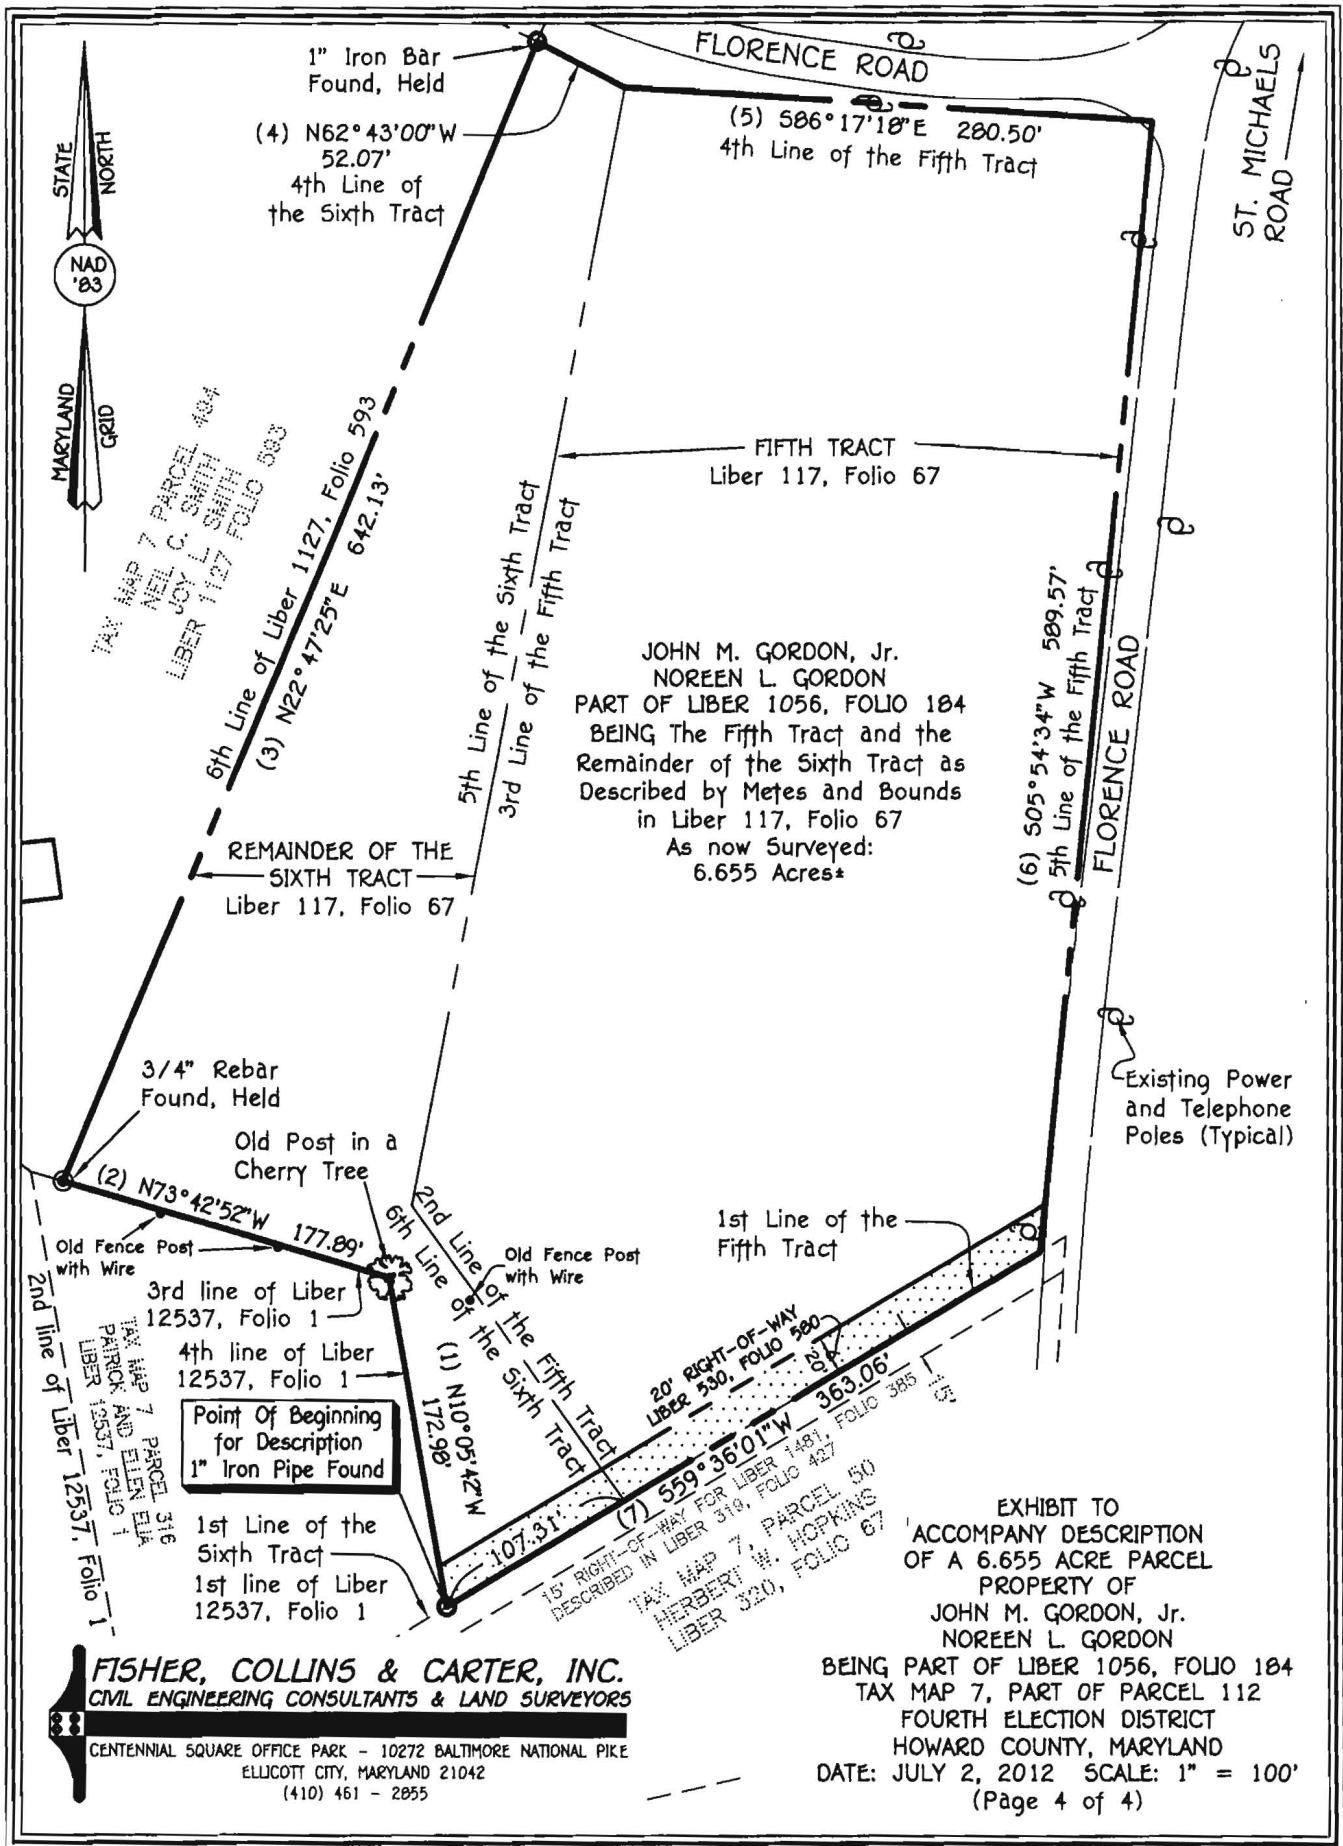 1" Iron Bar
Found, Held
FLORENCE ROAD
ST. MICHAELS
ROAD
(4) N62°43'00"W
52.07'
4th Line of
the Sixth Tract
(5) S86°17'18"E 280.50'
4th Line of the Fifth Tract
STATE
NORTH
NAD
'83
MARYLAND
GRID
TAX MAP 7 PARCEL 494
NEIL C. SMITH
JOY L. SMITH
LIBER 1127 FOLIO 593
6th Line of Liber 1127, Folio 593
(3) N22°47'25"E 642.13'
FIFTH TRACT
Liber 117, Folio 67
5th Line of the Sixth Tract
3rd Line of the Fifth Tract
JOHN M. GORDON, Jr.
NOREEN L. GORDON
PART OF LIBER 1056, FOLIO 184
BEING The Fifth Tract and the
Remainder of the Sixth Tract as
Described by Metes and Bounds
in Liber 117, Folio 67
As now Surveyed:
6.655 Acres±
(6) S05°54'34"W 589.57'
5th Line of the Fifth Tract
FLORENCE ROAD
REMAINDER OF THE
SIXTH TRACT
Liber 117, Folio 67
3/4" Rebar
Found, Held
Existing Power
and Telephone
Poles (Typical)
Old Post in a
Cherry Tree
(2) N73°42'52"W 177.89'
Old Fence Post
with Wire
2nd Line of the Fifth Tract
6th Line of the Sixth Tract
Old Fence Post
with Wire
1st Line of the
Fifth Tract
3rd line of Liber
12537, Folio 1
4th line of Liber
12537, Folio 1
2nd line of Liber 12537, Folio 1
TAX MAP 7 PARCEL 316
PATRICK AND ELLEN ELIA
LIBER 12537, FOLIO 1
(1) N10°05'42"W
172.98'
20' RIGHT-OF-WAY
LIBER 530, FOLIO 580
20'
Point Of Beginning
for Description
1" Iron Pipe Found
107.31'
(7) S59°36'01"W 363.06'
15'
15' RIGHT-OF-WAY FOR LIBER 1481, FOLIO 385
DESCRIBED IN LIBER 319, FOLIO 427
TAX MAP 7, PARCEL 50
HERBERT W. HOPKINS
LIBER 320, FOLIO 67
1st Line of the
Sixth Tract
1st line of Liber
12537, Folio 1
EXHIBIT TO
ACCOMPANY DESCRIPTION
OF A 6.655 ACRE PARCEL
PROPERTY OF
JOHN M. GORDON, Jr.
NOREEN L. GORDON
BEING PART OF LIBER 1056, FOLIO 184
TAX MAP 7, PART OF PARCEL 112
FOURTH ELECTION DISTRICT
HOWARD COUNTY, MARYLAND
DATE: JULY 2, 2012 SCALE: 1" = 100'
(Page 4 of 4)
FISHER, COLLINS & CARTER, INC.
CIVIL ENGINEERING CONSULTANTS & LAND SURVEYORS
CENTENNIAL SQUARE OFFICE PARK - 10272 BALTIMORE NATIONAL PIKE
ELLICOTT CITY, MARYLAND 21042
(410) 461 - 2855